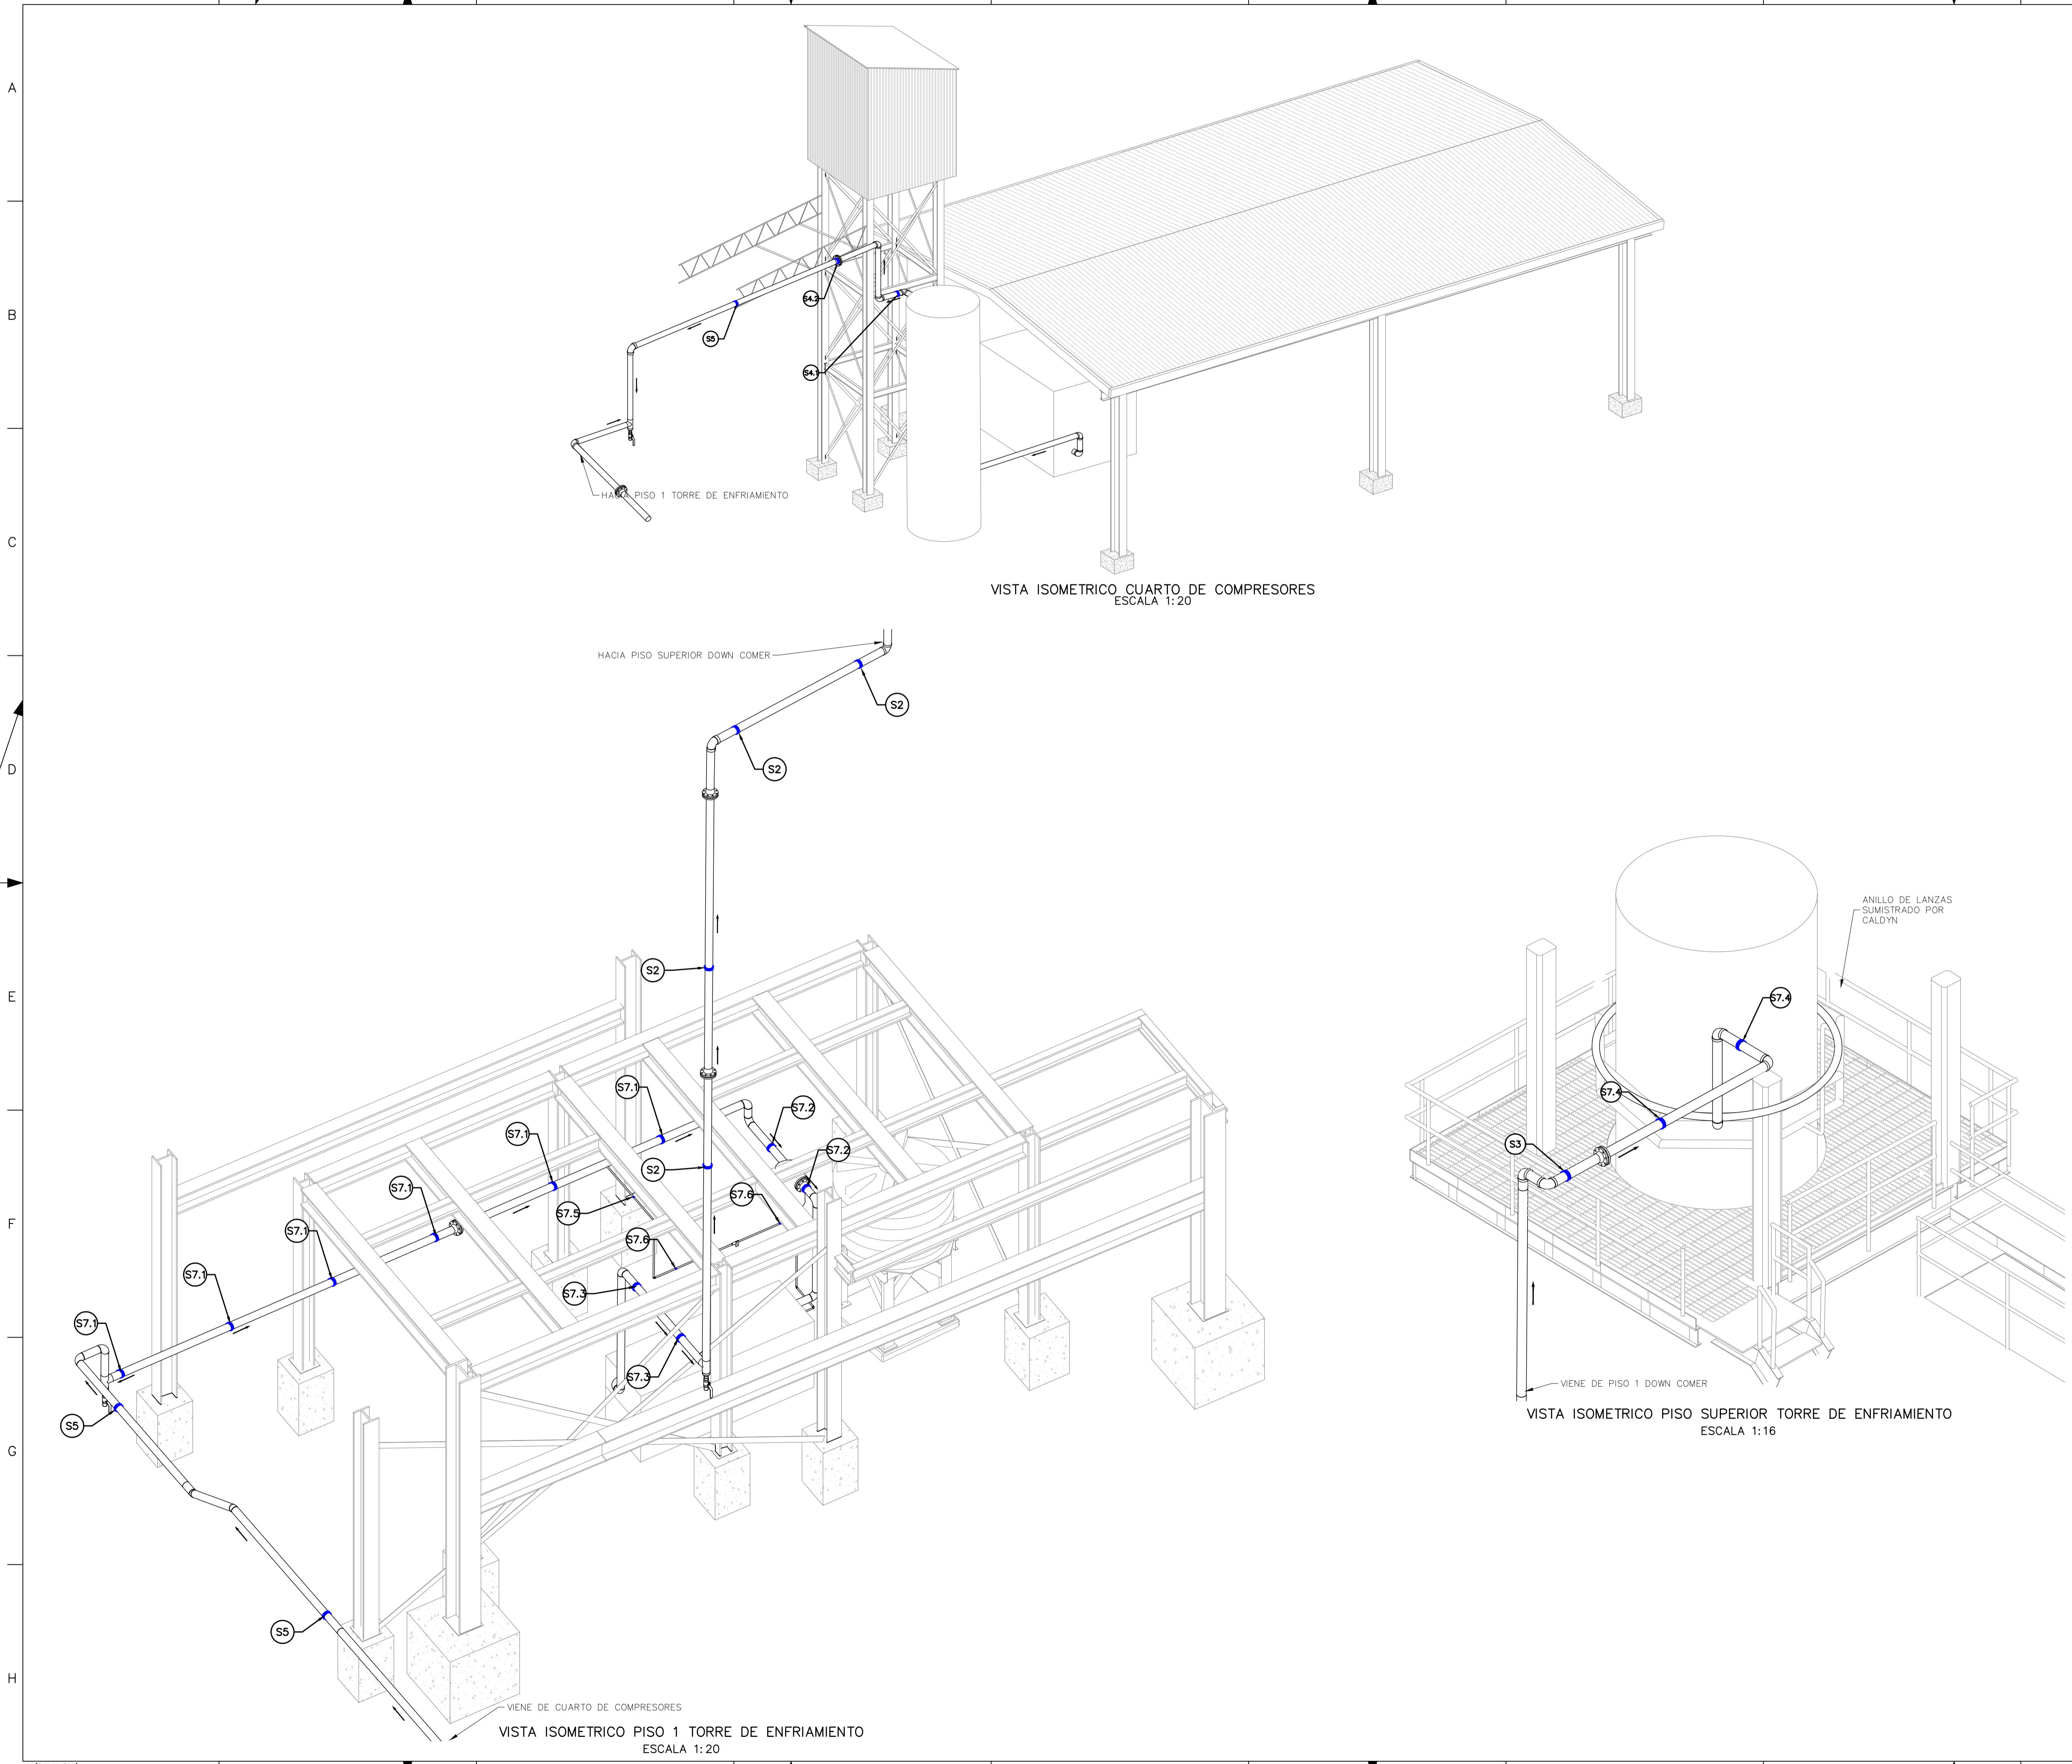 A
B
S4.2
S5
S4.1
HACIA PISO 1 TORRE DE ENFRIAMIENTO
C
VISTA ISOMETRICO CUARTO DE COMPRESORES
ESCALA 1:20
HACIA PISO SUPERIOR DOWN COMER
S2
D
S2
ANILLO DE LANZAS
SUMISTRADO POR
CALDYN
S2
E
S7.4
S7.1
S7.4
S7.2
S7.1
S3
S7.2
S2
S7.1
S7.6
S7.5
F
S7.1
S7.6
S7.1
S7.3
S7.1
S7.3
VIENE DE PISO 1 DOWN COMER
VISTA ISOMETRICO PISO SUPERIOR TORRE DE ENFRIAMIENTO
ESCALA 1:16
S5
G
S5
H
VIENE DE CUARTO DE COMPRESORES
VISTA ISOMETRICO PISO 1 TORRE DE ENFRIAMIENTO
ESCALA 1:20